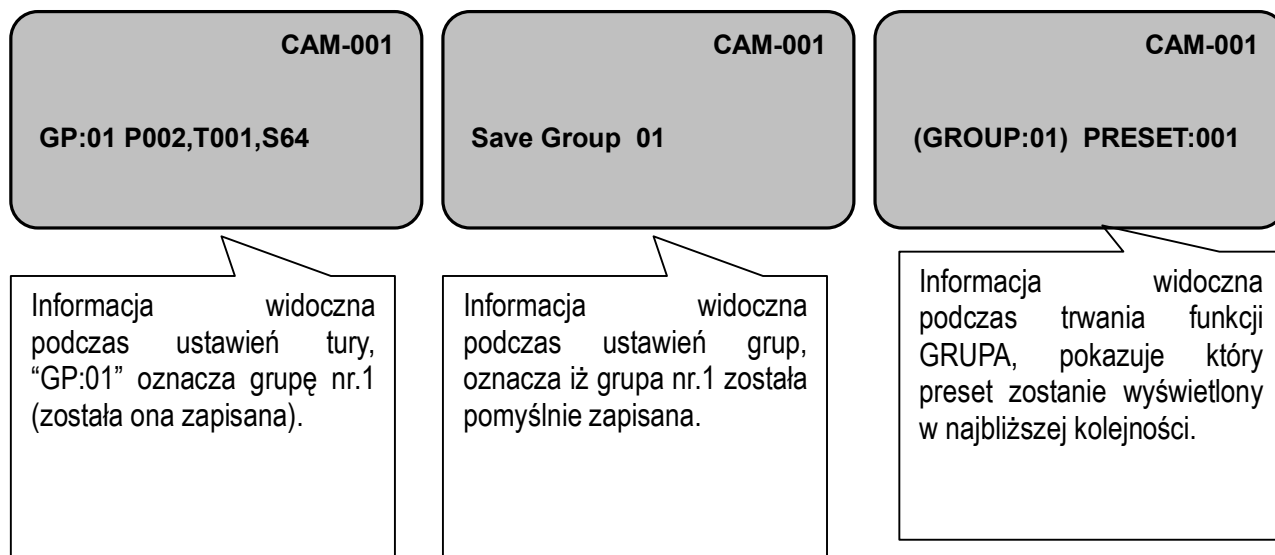 CAM-001
GP:01 P002,T001,S64
CAM-001
Save Group 01
CAM-001
(GROUP:01) PRESET:001
Informacja widoczna
podczas ustawień tury,
“GP:01” oznacza grupę nr.1
(została ona zapisana).
Informacja widoczna
podczas ustawień grup,
oznacza iż grupa nr.1 została
pomyślnie zapisana.
Informacja widoczna
podczas trwania funkcji
GRUPA, pokazuje który
preset zostanie wyświetlony
w najbliższej kolejności.